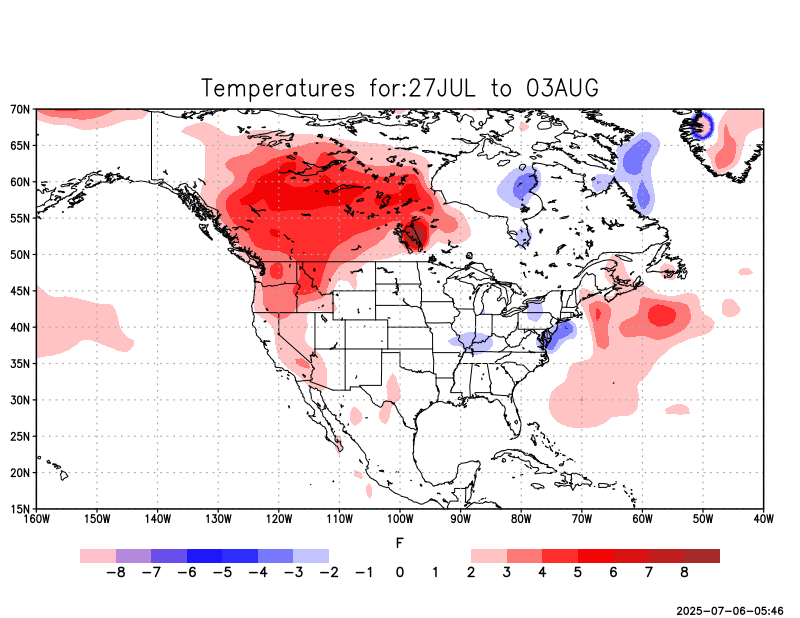 Temperatures for:27JUL to 03AUG
70N
65N
60N
55N
50N
45N
40N
35N
30N
25N
20N
15N
160W 150W 140W 130W 120W 110W 100W 90W 80W 70W 60W 50W 40W
F
−8 −7 −6 −5 −4 −3 −2 −1 0 1 2 3 4 5 6 7 8
2025-07-06-05:46